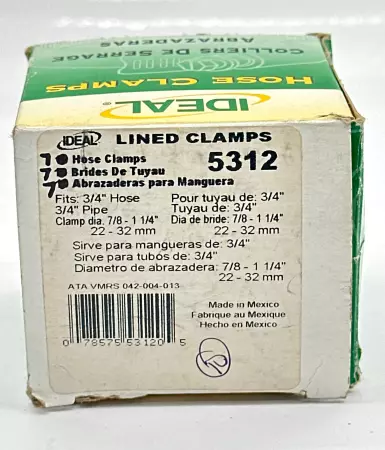 ABRAZADERAS
COLLIERS DE SERRAGE
HOSE CLAMPS
IDEAL®
IDEAL LINED CLAMPS
10 Hose Clamps 5312
10 Brides De Tuyau
10 Abrazaderas para Manguera
Fits: 3/4" Hose Pour tuyau de: 3/4"
3/4" Pipe Tuyau de: 3/4"
Clamp dia. 7/8 - 1 1/4" Dia de bride: 7/8 - 1 1/4"
22 - 32 mm 22 - 32 mm
Sirve para mangueras de: 3/4"
Sirve para tubos de: 3/4"
Diametro de abrazadera: 7/8 - 1 1/4"
22 - 32 mm
ATA VMRS 042-004-013
Made in Mexico
Fabrique au Mexique
Hecho en Mexico
0 78575 53120 5